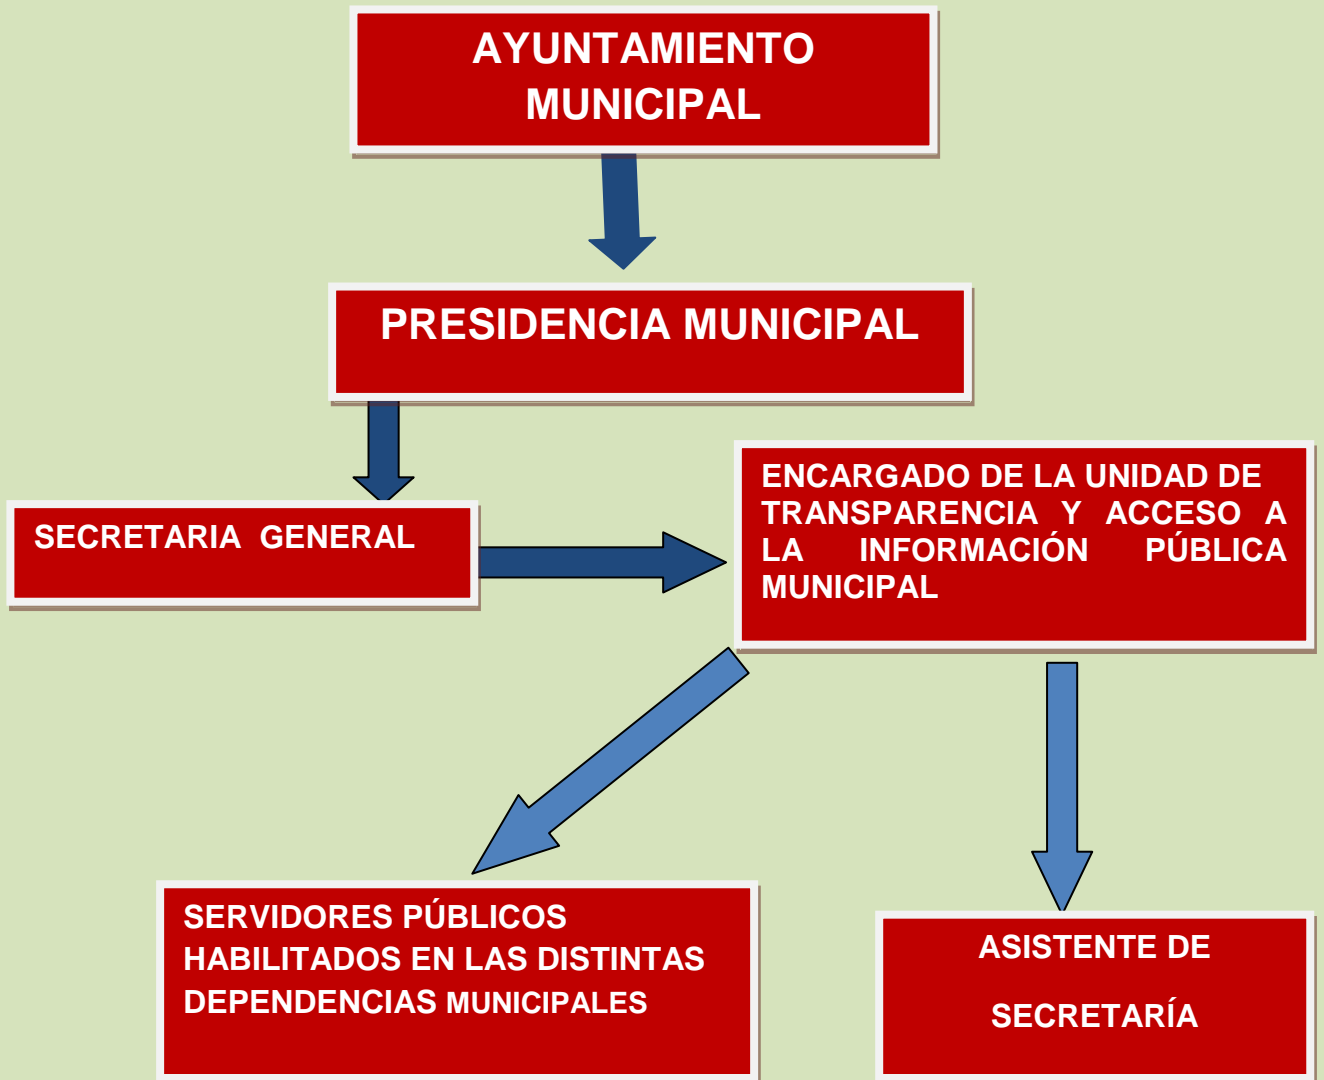 AYUNTAMIENTO
MUNICIPAL
PRESIDENCIA MUNICIPAL
SECRETARIA GENERAL
ENCARGADO DE LA UNIDAD DE
TRANSPARENCIA Y ACCESO A
LA INFORMACIÓN PÚBLICA
MUNICIPAL
SERVIDORES PÚBLICOS
HABILITADOS EN LAS DISTINTAS
DEPENDENCIAS MUNICIPALES
ASISTENTE DE
SECRETARÍA